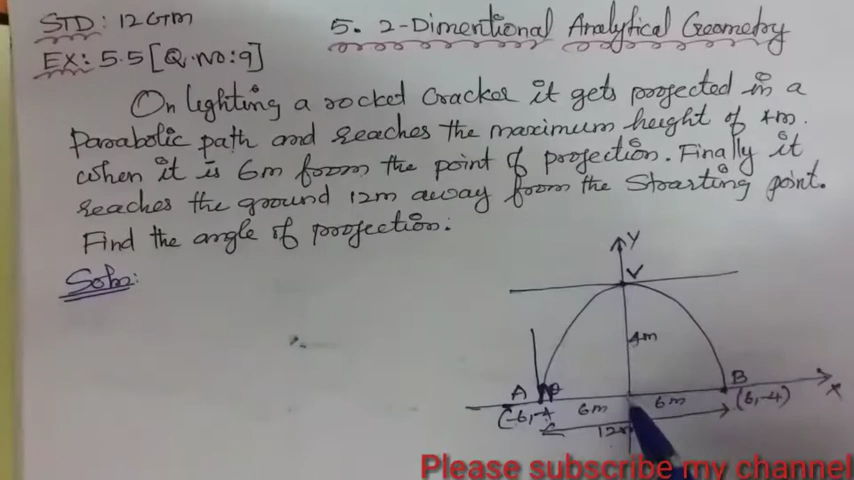 STD: 12GTM
5. 2-Dimentional Analytical Geometry
EX: 5.5 [Q.No:9]
On lighting a rocket cracker it gets projected in a
Parabolic path and reaches the maximum height of 4m.
when it is 6m from the point of projection. Finally it
reaches the ground 12m away from the Starting point.
Find the angle of projection.
Soln:
Y
V
4m
A
B
X
6m
6m
(6,-4)
(-6,-4
Please subscribe my channel